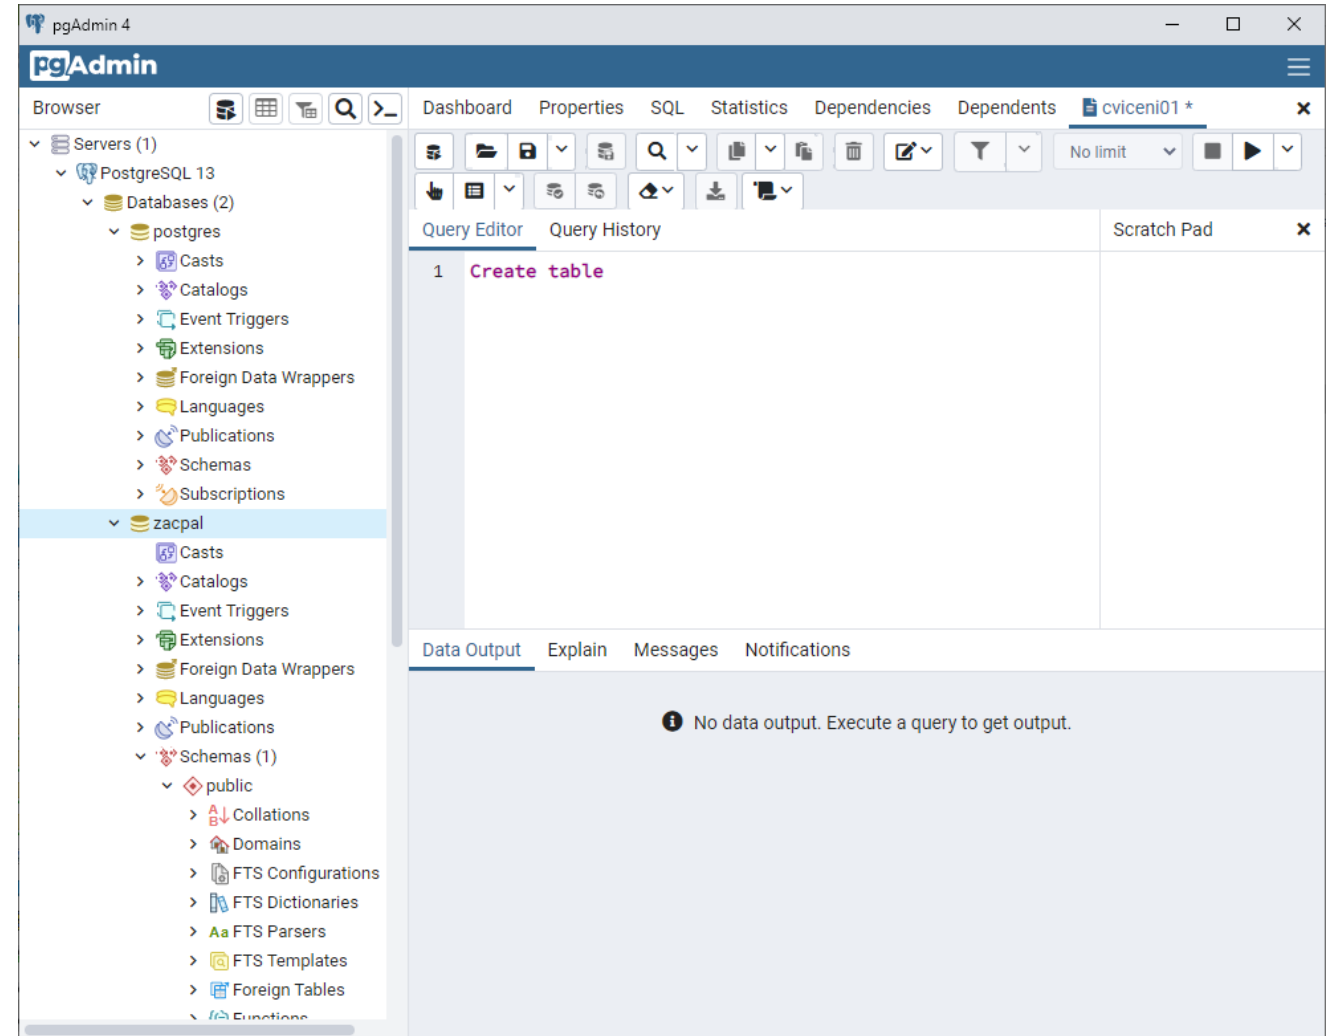 pgAdmin 4
pgAdmin
Browser
Dashboard Properties SQL Statistics Dependencies Dependents cviceni01 *
No limit
Query Editor Query History
Scratch Pad
1 Create table
Data Output Explain Messages Notifications
No data output. Execute a query to get output.
Servers (1)
PostgreSQL 13
Databases (2)
postgres
Casts
Catalogs
Event Triggers
Extensions
Foreign Data Wrappers
Languages
Publications
Schemas
Subscriptions
zacpal
Casts
Catalogs
Event Triggers
Extensions
Foreign Data Wrappers
Languages
Publications
Schemas (1)
public
Collations
Domains
FTS Configurations
FTS Dictionaries
Aa FTS Parsers
FTS Templates
Foreign Tables
Functions